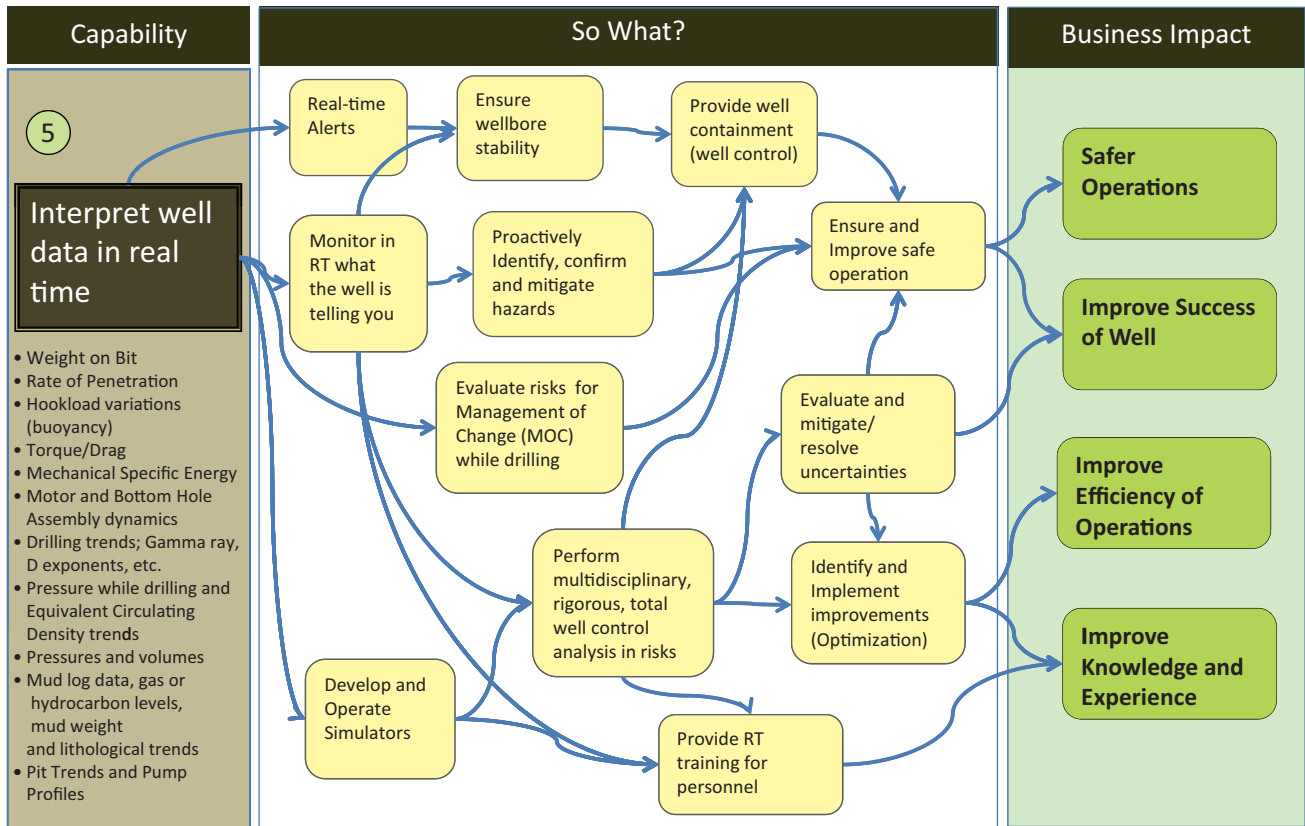 Capability
So What?
Business Impact
5
Interpret well
data in real
time
• Weight on Bit
• Rate of Penetration
• Hookload variations
(buoyancy)
• Torque/Drag
• Mechanical Specific Energy
• Motor and Bottom Hole
Assembly dynamics
• Drilling trends; Gamma ray,
D exponents, etc.
• Pressure while drilling and
Equivalent Circulating
Density trends
• Pressures and volumes
• Mud log data, gas or
hydrocarbon levels,
mud weight
and lithological trends
• Pit Trends and Pump
Profiles
Real-time
Alerts
Ensure
wellbore
stability
Provide well
containment
(well control)
Monitor in
RT what
the well is
telling you
Proactively
Identify, confirm
and mitigate
hazards
Ensure and
Improve safe
operation
Evaluate risks for
Management of
Change (MOC)
while drilling
Evaluate and
mitigate/
resolve
uncertainties
Perform
multidisciplinary,
rigorous, total
well control
analysis in risks
Identify and
Implement
improvements
(Optimization)
Develop and
Operate
Simulators
Provide RT
training for
personnel
Safer
Operations
Improve Success
of Well
Improve
Efficiency of
Operations
Improve
Knowledge and
Experience